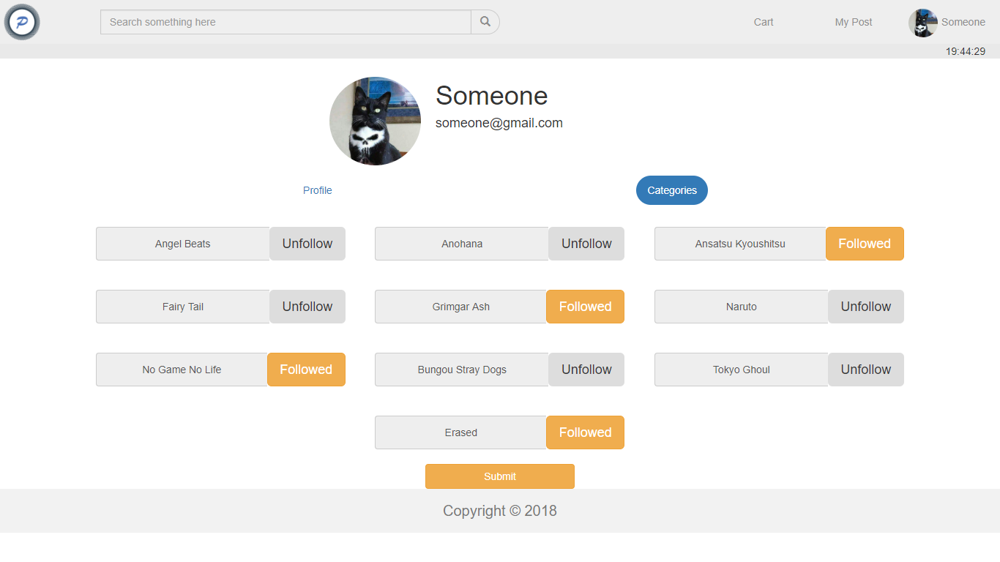 P
Search something here
Cart
My Post
Someone
19:44:29
Someone
someone@gmail.com
Profile
Categories
Angel Beats Unfollow
Anohana Unfollow
Ansatsu Kyoushitsu Followed
Fairy Tail Unfollow
Grimgar Ash Followed
Naruto Unfollow
No Game No Life Followed
Bungou Stray Dogs Unfollow
Tokyo Ghoul Unfollow
Erased Followed
Submit
Copyright © 2018